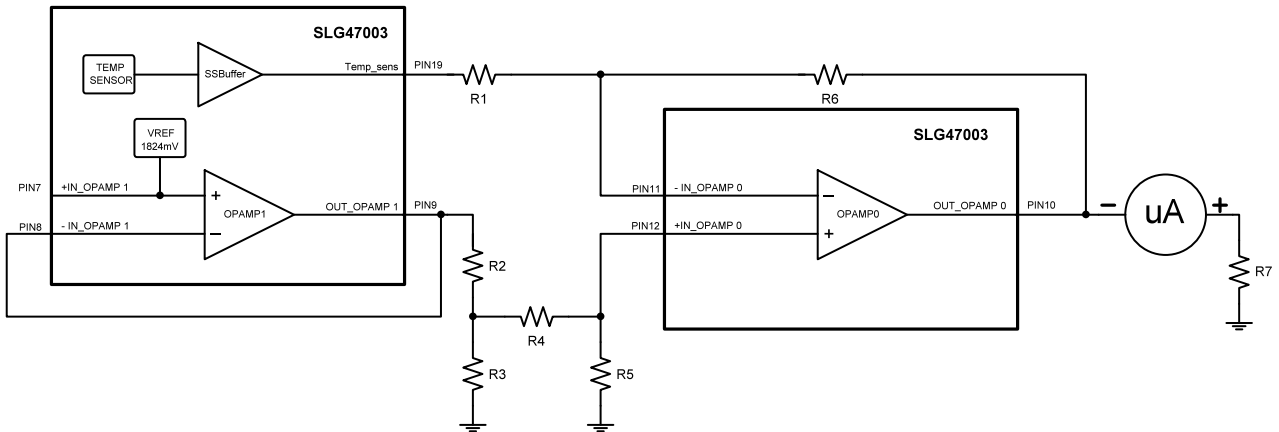 SLG47003
TEMP
SENSOR
SSBuffer
Temp_sens
PIN19
R1
R6
VREF
1824mV
SLG47003
PIN7
+IN_OPAMP 1
+
OPAMP1
OUT_OPAMP 1
PIN9
PIN8
- IN_OPAMP 1
−
PIN11
- IN_OPAMP 0
−
OPAMP0
OUT_OPAMP 0
PIN10
PIN12
+IN_OPAMP 0
+
−
uA
+
R2
R7
R4
R3
R5